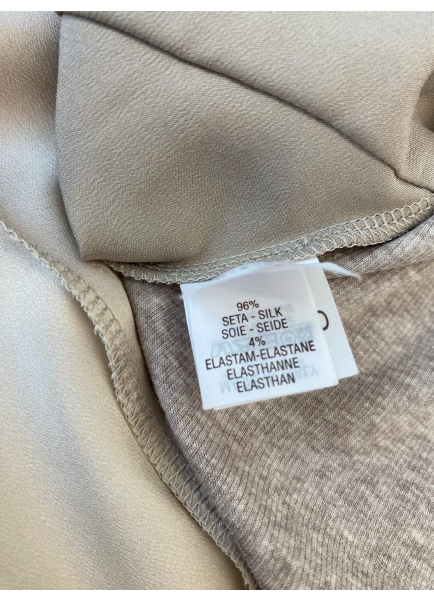 96%
SETA - SILK
SOIE - SEIDE
4%
ELASTAM-ELASTANE
ELASTHANNE
ELASTHAN